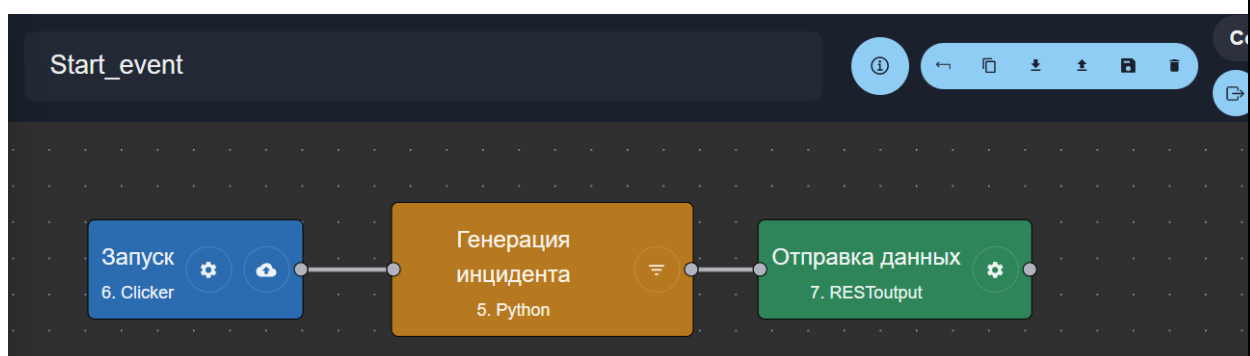 Start_event
Запуск
6. Clicker
Генерация
инцидента
5. Python
Отправка данных
7. RESToutput